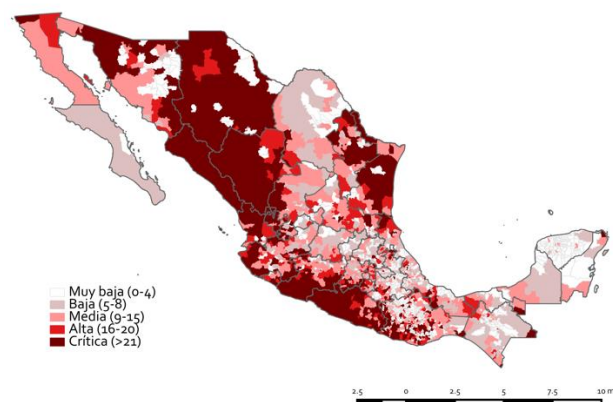 Muy baja (0-4)
Baja (5-8)
Media (9-15)
Alta (16-20)
Crítica (>21)
2.5 0 2.5 5 7.5 10 m